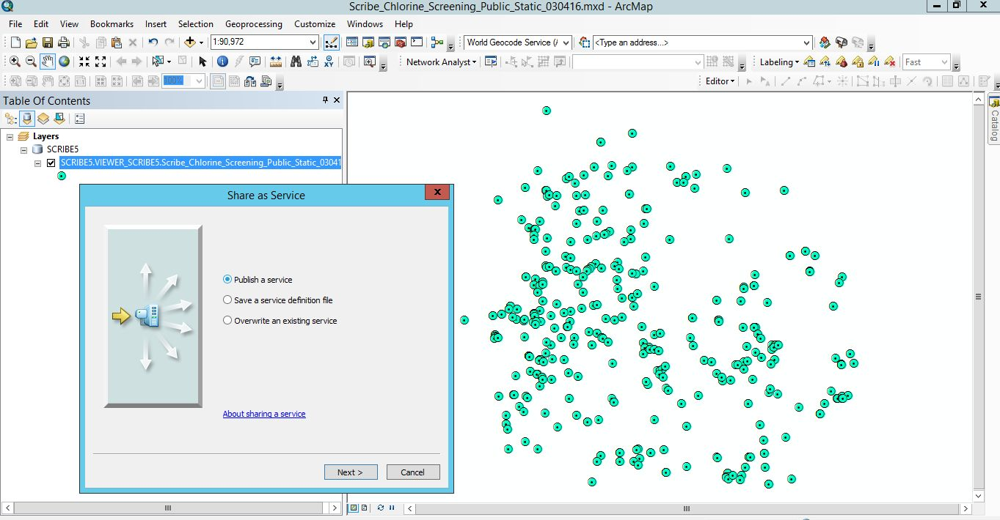 Scribe_Chlorine_Screening_Public_Static_030416.mxd - ArcMap
File Edit View Bookmarks Insert Selection Geoprocessing Customize Windows Help
1:90,972 World Geocode Service ( <Type an address...>
Network Analyst Labeling Fast
100% Editor
Table Of Contents
Catalog
Layers
SCRIBE5
SCRIBE5.VIEWER_SCRIBE5.Scribe_Chlorine_Screening_Public_Static_0304
Share as Service
Publish a service
Save a service definition file
Overwrite an existing service
About sharing a service
Next > Cancel